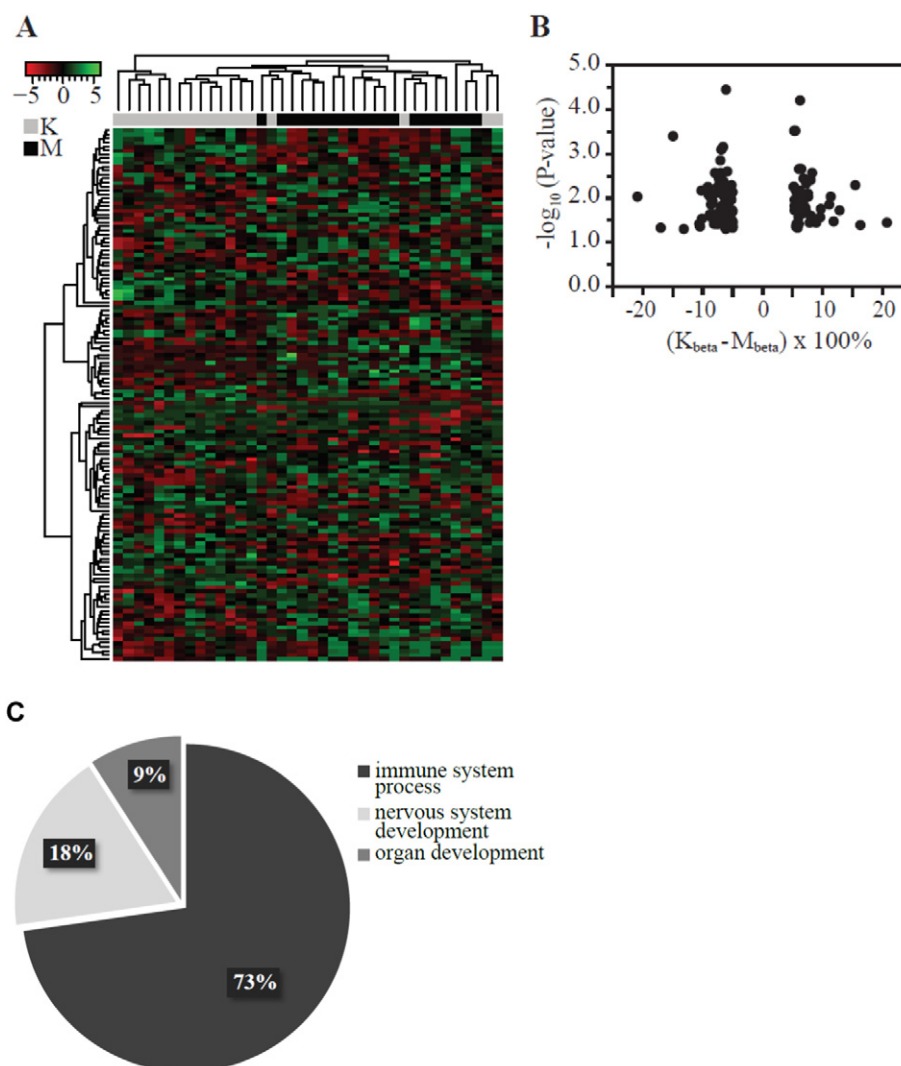 A
−5 0 5
K
M
B
5.0
4.0
3.0
2.0
1.0
0.0
-log10 (P-value)
-20 -10 0 10 20
(Kbeta - Mbeta) x 100%
C
9%
18%
73%
immune system
process
nervous system
development
organ development